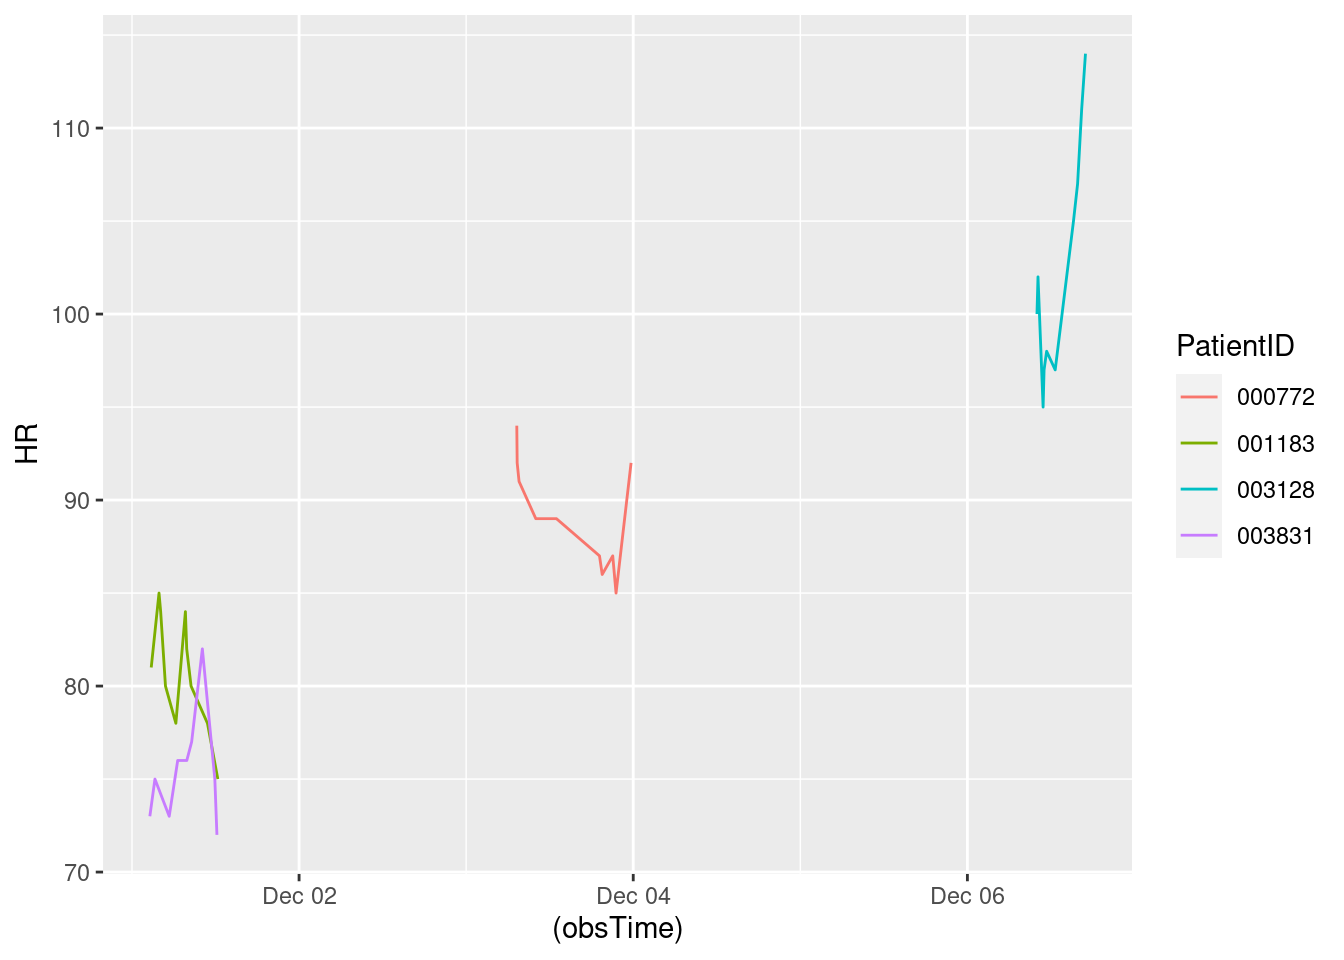 HR
110
100
90
80
70
Dec 02
Dec 04
Dec 06
(obsTime)
PatientID
000772
001183
003128
003831